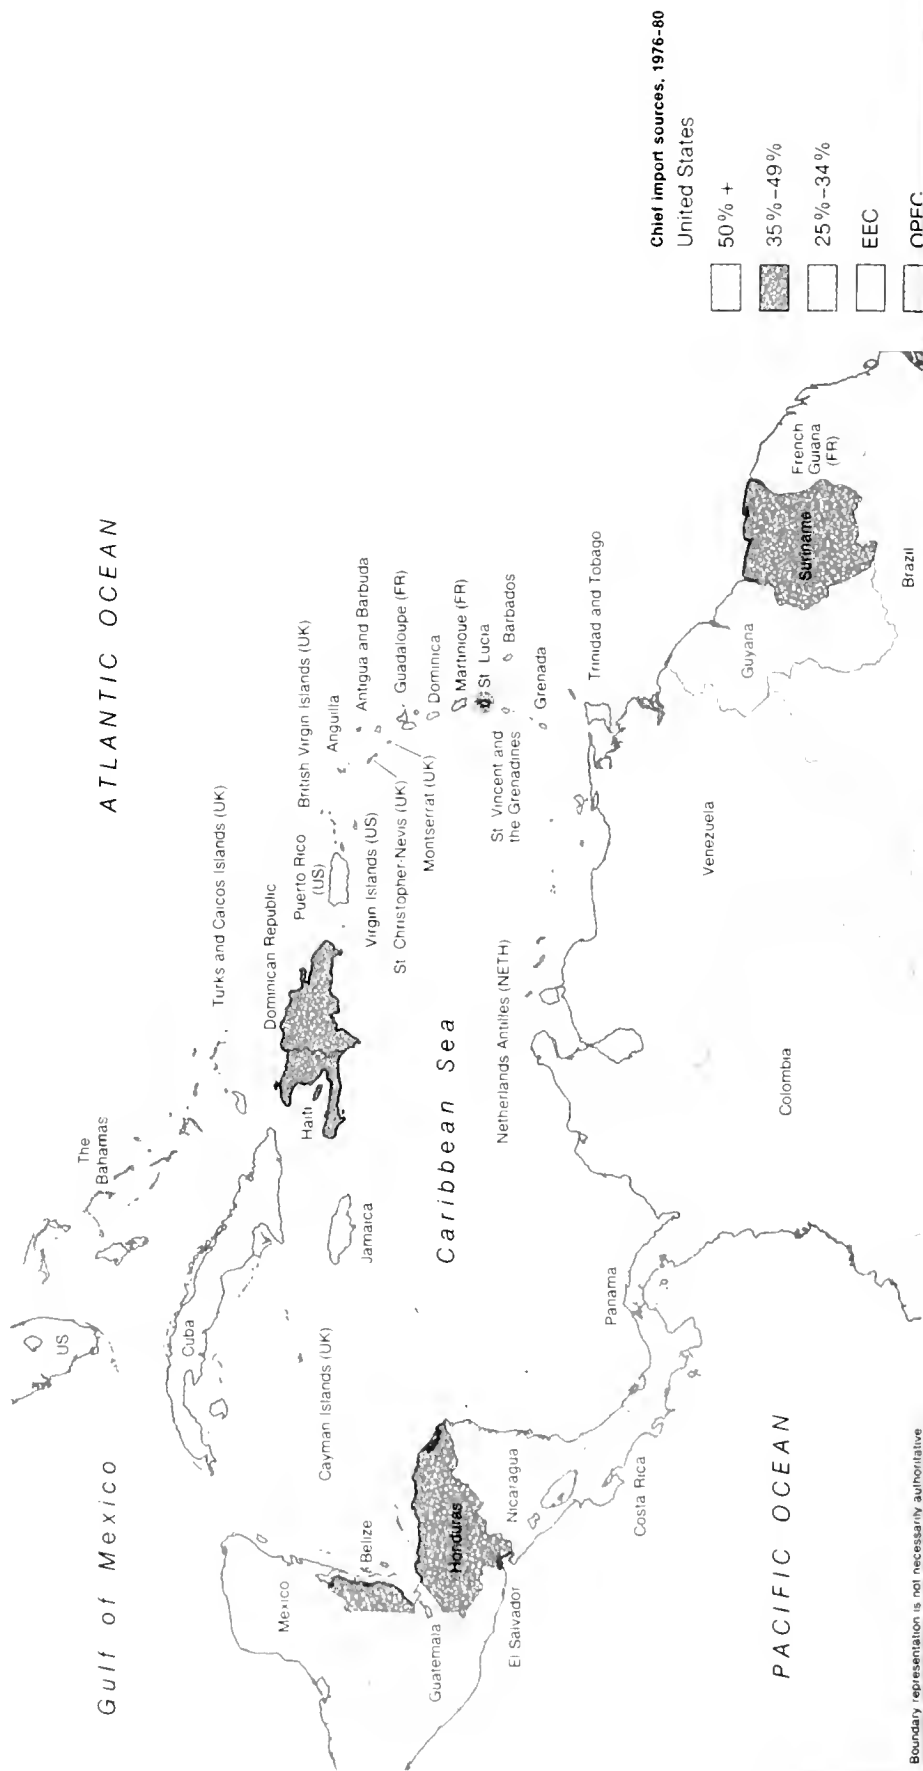 Gulf of Mexico
ATLANTIC OCEAN
US
The
Bahamas
Turks and Caicos Islands (UK)
Cuba
Dominican Republic
Haiti
Puerto Rico
(US)
British Virgin Islands (UK)
Anguilla
Virgin Islands (US)
Antigua and Barbuda
St Christopher-Nevis (UK)
Guadaloupe (FR)
Montserrat (UK)
Dominica
Martinique (FR)
St Lucia
St Vincent and
the Grenadines
Barbados
Grenada
Trinidad and Tobago
Cayman Islands (UK)
Jamaica
Caribbean Sea
Netherlands Antilles (NETH)
Mexico
Belize
Guatemala
Honduras
El Salvador
Nicaragua
Costa Rica
Panama
PACIFIC OCEAN
Colombia
Venezuela
Guyana
Suriname
French
Guiana
(FR)
Brazil
Chief import sources, 1976-80
United States
50% +
35%-49%
25%-34%
EEC
OPEC
Boundary representation is not necessarily authoritative